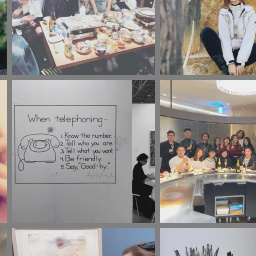 When telephoning-
1. Know the number.
2. Tell who you are.
3. Tell what you want
4. Be friendly.
5. Say, "Good-by."